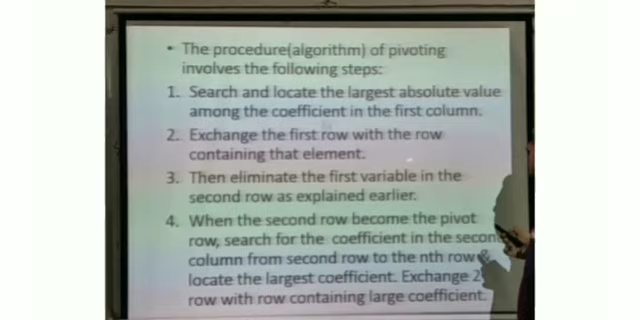 • The procedure(algorithm) of pivoting
involves the following steps:
1. Search and locate the largest absolute value
among the coefficient in the first column.
2. Exchange the first row with the row
containing that element.
3. Then eliminate the first variable in the
second row as explained earlier.
4. When the second row become the pivot
row, search for the coefficient in the secon
column from second row to the nth row &
locate the largest coefficient. Exchange 2
row with row containing large coefficient.